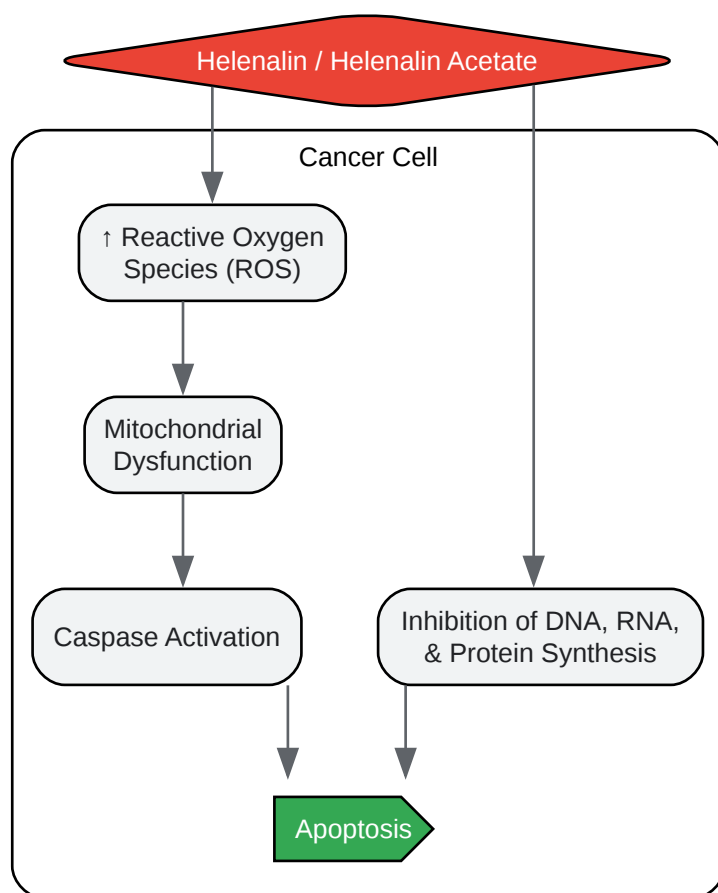 Helenalin / Helenalin Acetate
Cancer Cell
↑ Reactive Oxygen
Species (ROS)
Mitochondrial
Dysfunction
Caspase Activation
Inhibition of DNA, RNA,
& Protein Synthesis
Apoptosis